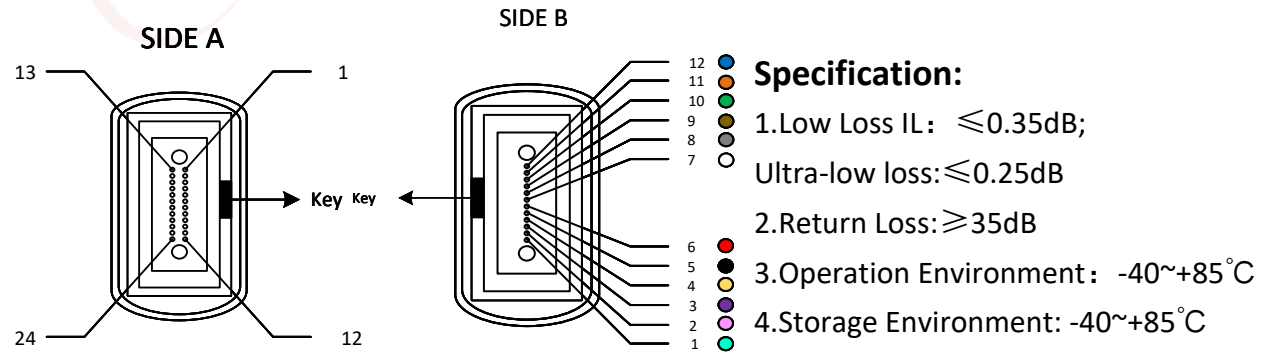 SIDE A
13
1
24
12
Key
SIDE B
Key
12
11
10
9
8
7
6
5
4
3
2
1
Specification:
1.Low Loss IL：≤0.35dB;
Ultra-low loss:≤0.25dB
2.Return Loss:≥35dB
3.Operation Environment：-40~+85℃
4.Storage Environment: -40~+85℃